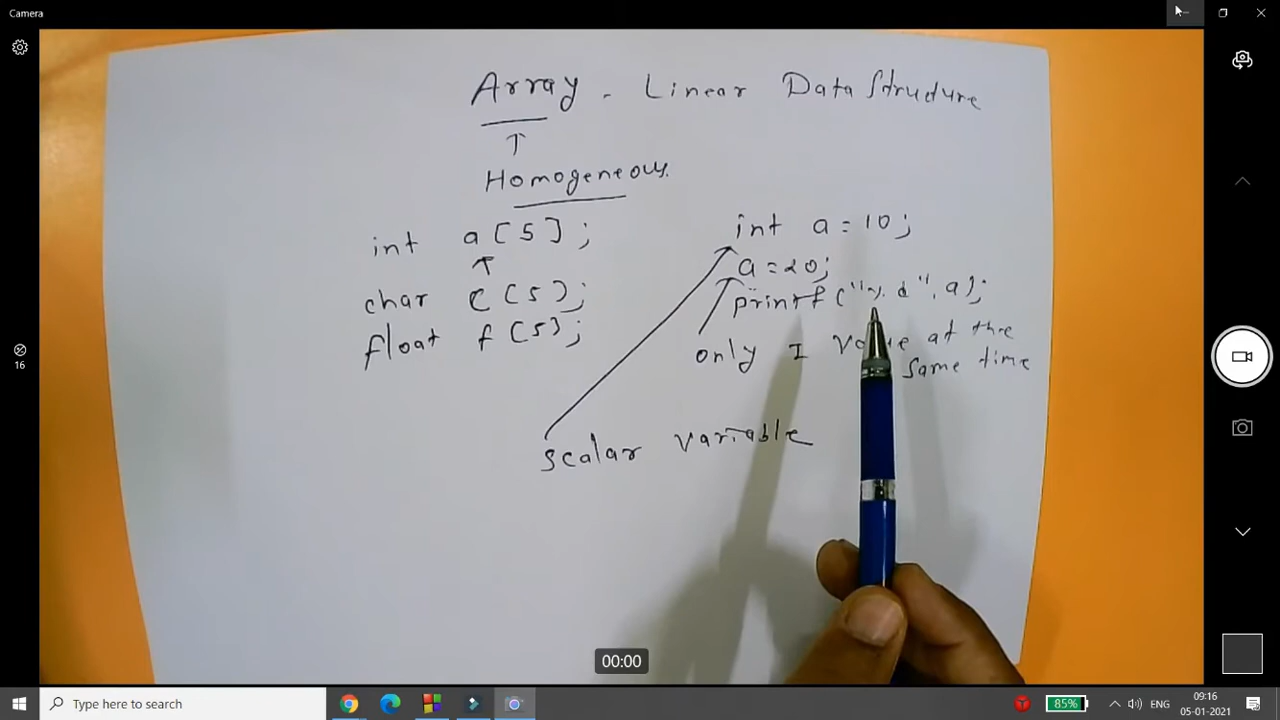 Camera
Array - Linear Data Structure
Homogeneous
int a[5];
char c[5];
float f[5];
int a=10;
a=20;
printf("%d", a);
only 1 value at the
same time
scalar variable
16
00:00
Type here to search
85%
ENG
09:16
05-01-2021